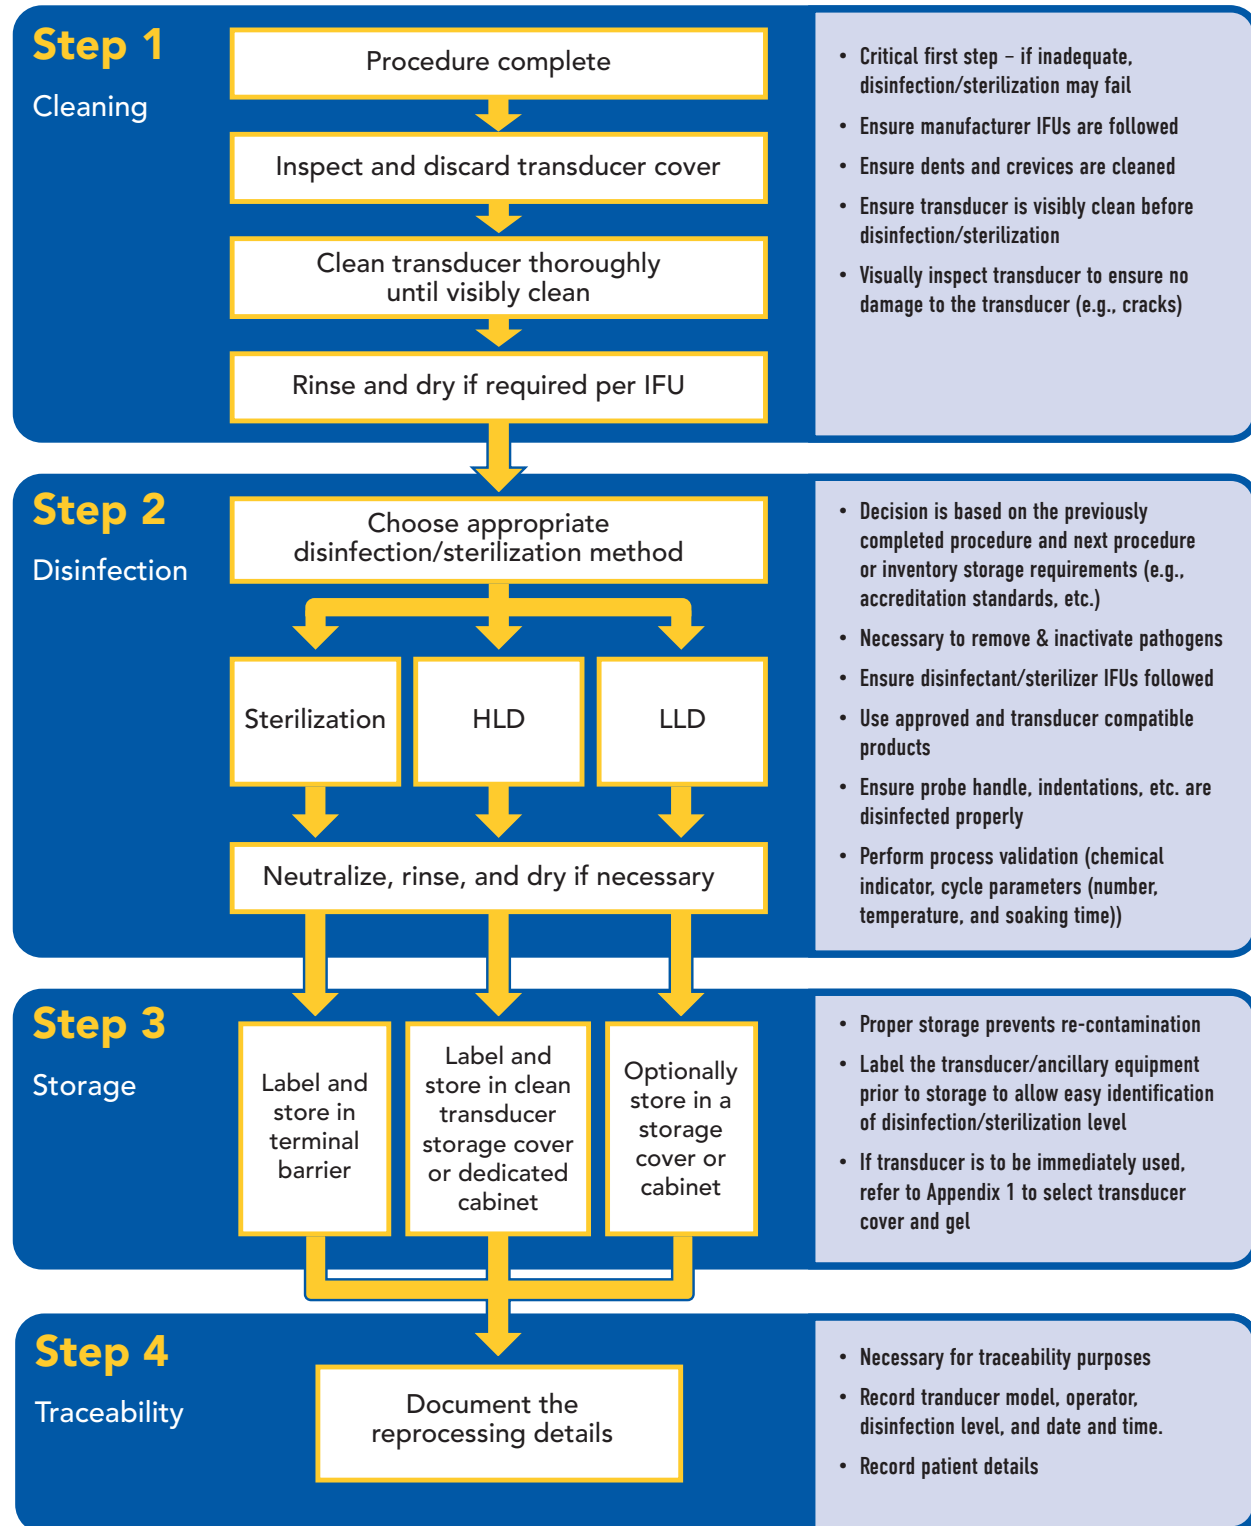 Step 1
Cleaning
Procedure complete
Inspect and discard transducer cover
Clean transducer thoroughly
until visibly clean
Rinse and dry if required per IFU
• Critical first step – if inadequate,
disinfection/sterilization may fail
• Ensure manufacturer IFUs are followed
• Ensure dents and crevices are cleaned
• Ensure transducer is visibly clean before
disinfection/sterilization
• Visually inspect transducer to ensure no
damage to the transducer (e.g., cracks)
Step 2
Disinfection
Choose appropriate
disinfection/sterilization method
Sterilization
HLD
LLD
Neutralize, rinse, and dry if necessary
• Decision is based on the previously
completed procedure and next procedure
or inventory storage requirements (e.g.,
accreditation standards, etc.)
• Necessary to remove & inactivate pathogens
• Ensure disinfectant/sterilizer IFUs followed
• Use approved and transducer compatible
products
• Ensure probe handle, indentations, etc. are
disinfected properly
• Perform process validation (chemical
indicator, cycle parameters (number,
temperature, and soaking time))
Step 3
Storage
Label and
store in
terminal
barrier
Label and
store in clean
transducer
storage cover
or dedicated
cabinet
Optionally
store in a
storage
cover or
cabinet
• Proper storage prevents re-contamination
• Label the transducer/ancillary equipment
prior to storage to allow easy identification
of disinfection/sterilization level
• If transducer is to be immediately used,
refer to Appendix 1 to select transducer
cover and gel
Step 4
Traceability
Document the
reprocessing details
• Necessary for traceability purposes
• Record tranducer model, operator,
disinfection level, and date and time.
• Record patient details